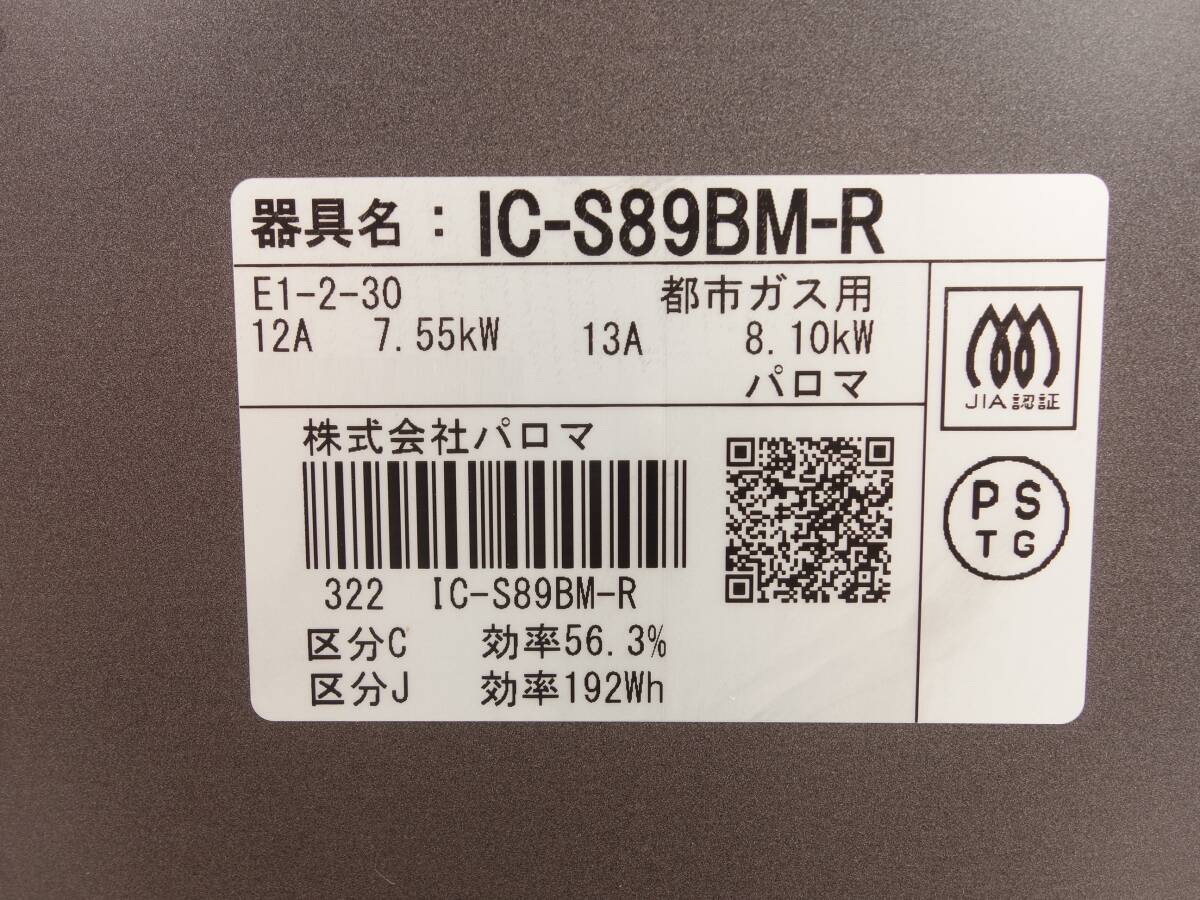 器具名：IC-S89BM-R
E1-2-30 都市ガス用
12A 7.55kW 13A 8.10kW
パロマ
JIA認証
株式会社パロマ
322 IC-S89BM-R
区分C 効率56.3%
区分J 効率192Wh
PS
TG